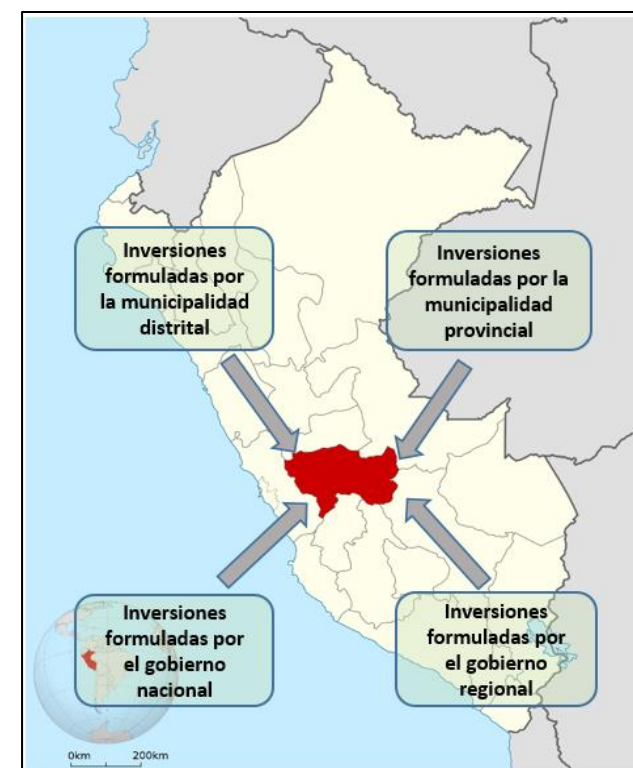 Inversiones
formuladas por
la municipalidad
distrital
Inversiones
formuladas por la
municipalidad
provincial
Inversiones
formuladas por
el gobierno
nacional
Inversiones
formuladas por
el gobierno
regional
0km 200km